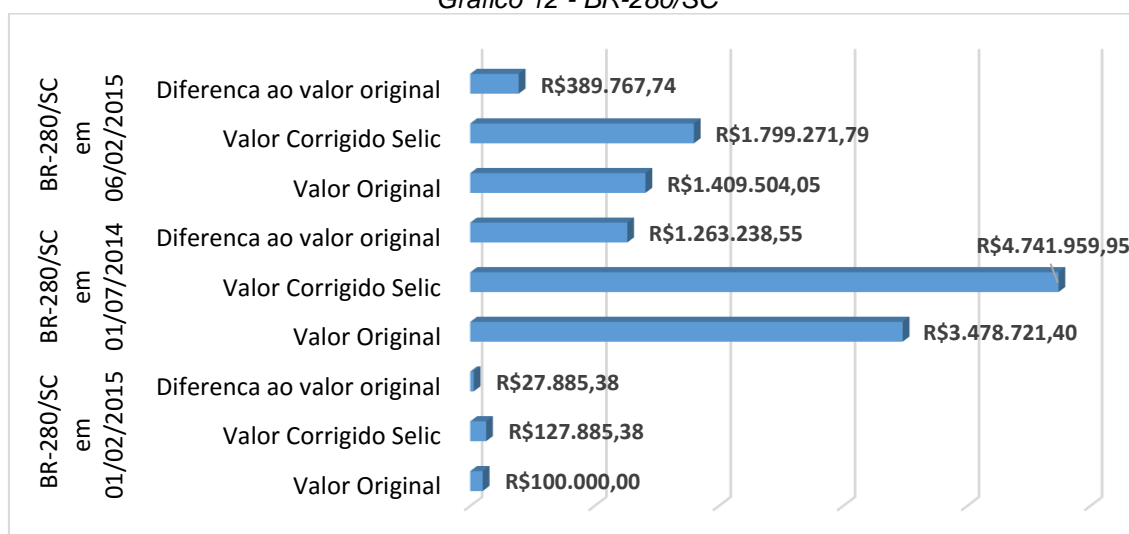 Gráfico 12 - BR-280/SC
BR-280/SC
em
06/02/2015
Diferenca ao valor original
R$389.767,74
Valor Corrigido Selic
R$1.799.271,79
Valor Original
R$1.409.504,05
BR-280/SC
em
01/07/2014
Diferenca ao valor original
R$1.263.238,55
Valor Corrigido Selic
R$4.741.959,95
Valor Original
R$3.478.721,40
BR-280/SC
em
01/02/2015
Diferenca ao valor original
R$27.885,38
Valor Corrigido Selic
R$127.885,38
Valor Original
R$100.000,00